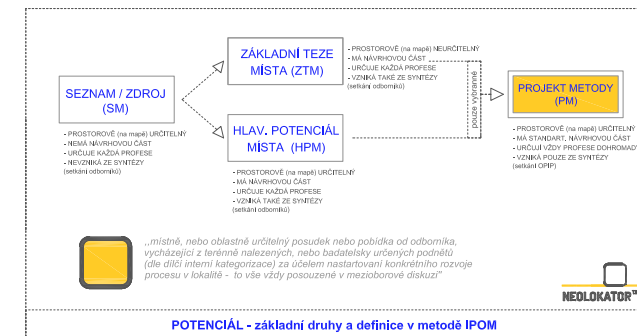 ZÁKLADNÍ TEZE
MÍSTA (ZTM)
- PROSTOROVĚ (na mapě) NEURČITELNÝ
- MÁ NÁVRHOVOU ČÁST
- URČUJE KAŽDÁ PROFESE
- VZNIKÁ TAKÉ ZE SYNTÉZY
(setkání odborníků)
SEZNAM / ZDROJ
(SM)
- PROSTOROVĚ (na mapě) URČITELNÝ
- NEMÁ NÁVRHOVOU ČÁST
- URČUJE KAŽDÁ PROFESE
- NEVZNIKÁ ZE SYNTÉZY
(setkání odborníků)
HLAV. POTENCIÁL
MÍSTA (HPM)
- PROSTOROVĚ (na mapě) URČITELNÝ
- MÁ NÁVRHOVOU ČÁST
- URČUJE KAŽDÁ PROFESE
- VZNIKÁ TAKÉ ZE SYNTÉZY
(setkání odborníků)
pouze vybranné
PROJEKT METODY
(PM)
- PROSTOROVĚ (na mapě) URČITELNÝ
- MÁ STANDART. NÁVRHOVOU ČÁST
- URČUJÍ VŽDY PROFESE DOHROMADY
- VZNIKÁ POUZE ZE SYNTÉZY
(setkání OPIP)
,,místně, nebo oblastně určitelný posudek nebo pobídka od odborníka,
vycházející z terénně nalezených, nebo badatelsky určených podnětů
(dle dílčí interní kategorizace) za účelem nastartování konkrétního rozvoje
procesu v lokalitě - to vše vždy posouzené v mezioborové diskuzi"
NEOLOKATOR
POTENCIÁL - základní druhy a definice v metodě IPOM